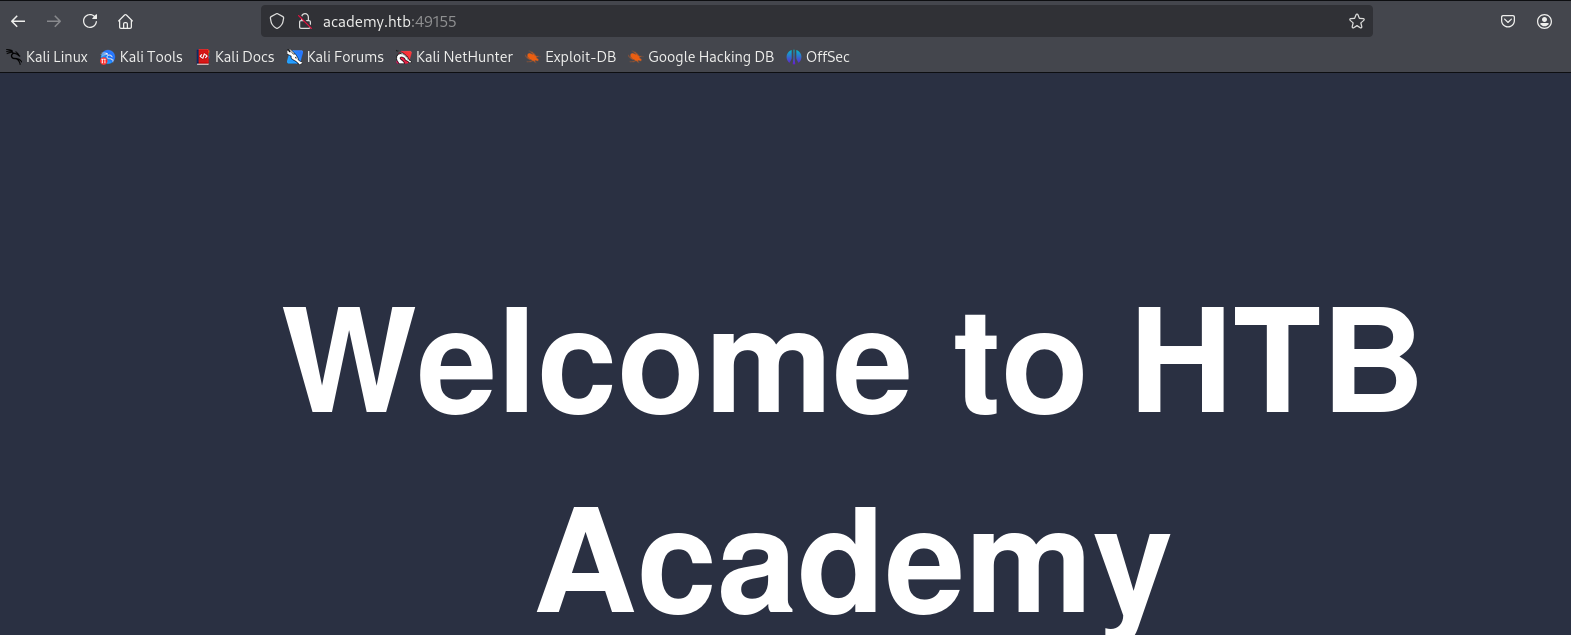 academy.htb:49155
Kali Linux Kali Tools Kali Docs Kali Forums Kali NetHunter Exploit-DB Google Hacking DB OffSec
Welcome to HTB
Academy